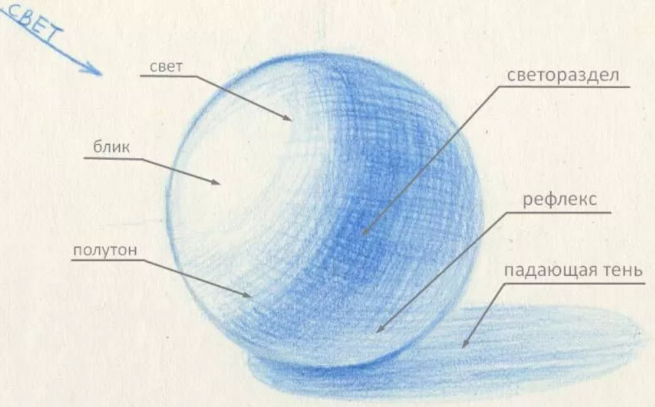 СВЕТ
свет
светораздел
блик
рефлекс
полутон
падающая тень